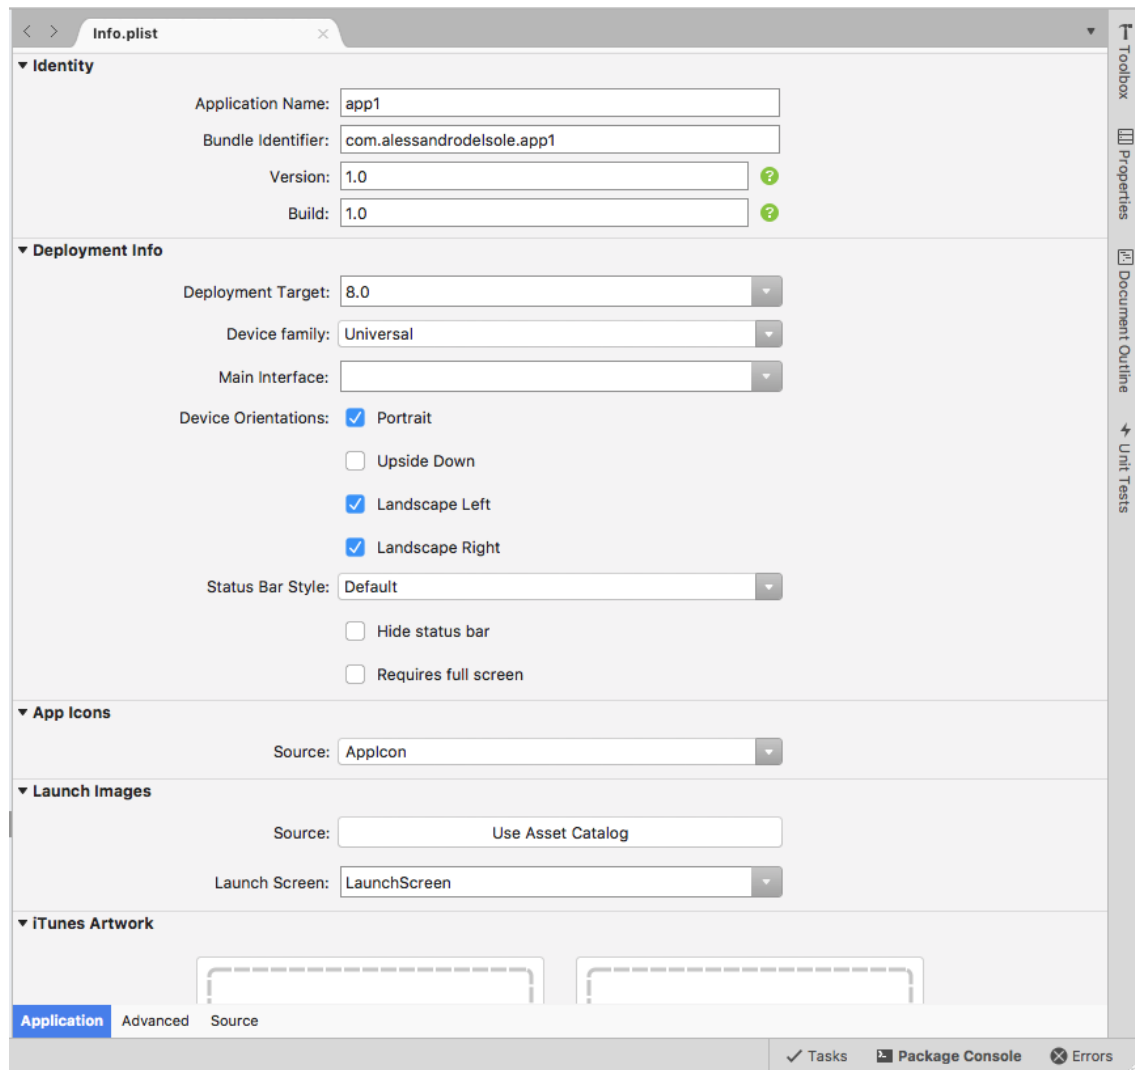 Info.plist
Identity
Application Name: app1
Bundle Identifier: com.alessandrodelsole.app1
Version: 1.0
Build: 1.0
Deployment Info
Deployment Target: 8.0
Device family: Universal
Main Interface:
Device Orientations: Portrait
Upside Down
Landscape Left
Landscape Right
Status Bar Style: Default
Hide status bar
Requires full screen
App Icons
Source: AppIcon
Launch Images
Source: Use Asset Catalog
Launch Screen: LaunchScreen
iTunes Artwork
Application Advanced Source
Tasks Package Console Errors
Toolbox
Properties
Document Outline
Unit Tests